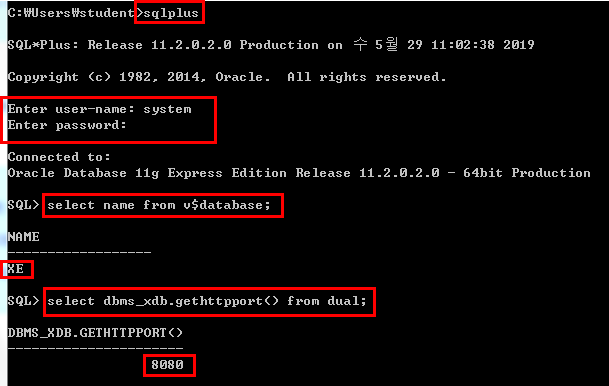 C:₩Users₩student>sqlplus
SQL*Plus: Release 11.2.0.2.0 Production on 수 5월 29 11:02:38 2019
Copyright (c) 1982, 2014, Oracle.  All rights reserved.
Enter user-name: system
Enter password:
Connected to:
Oracle Database 11g Express Edition Release 11.2.0.2.0 - 64bit Production
SQL> select name from v$database;
NAME
------------------
XE
SQL> select dbms_xdb.gethttpport() from dual;
DBMS_XDB.GETHTTPPORT()
----------------------
8080